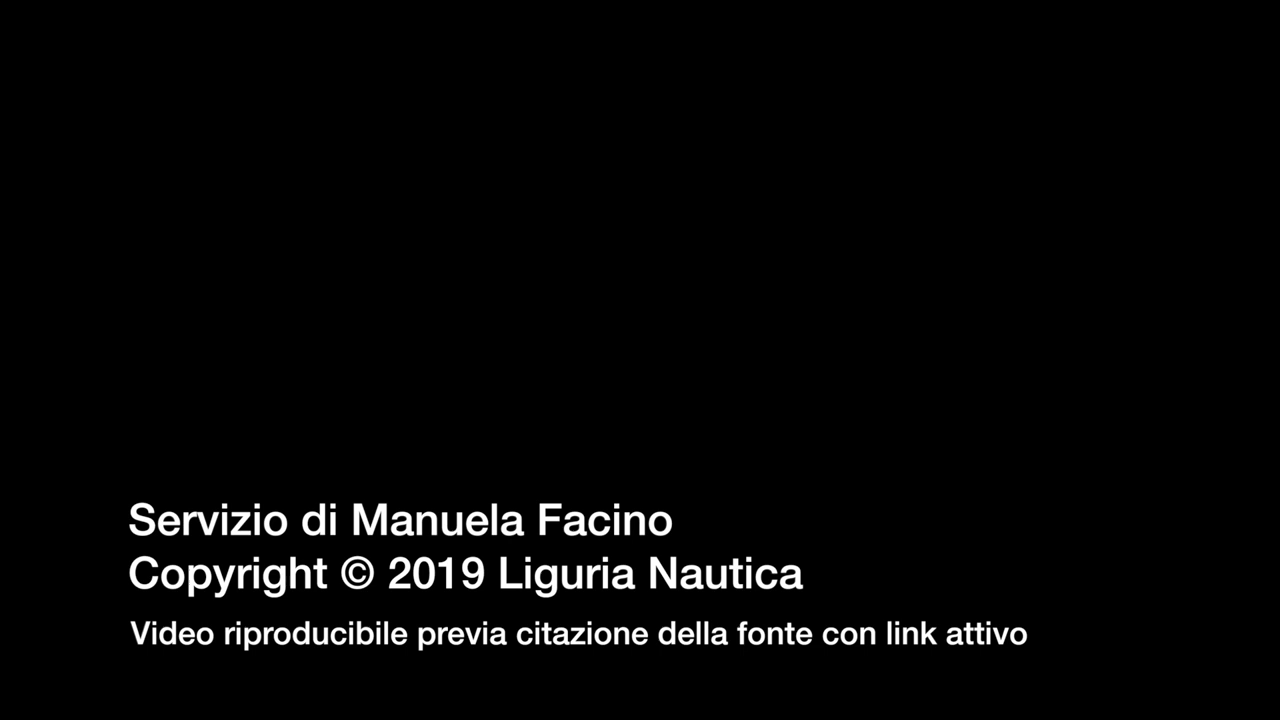 Servizio di Manuela Facino
Copyright © 2019 Liguria Nautica
Video riproducibile previa citazione della fonte con link attivo